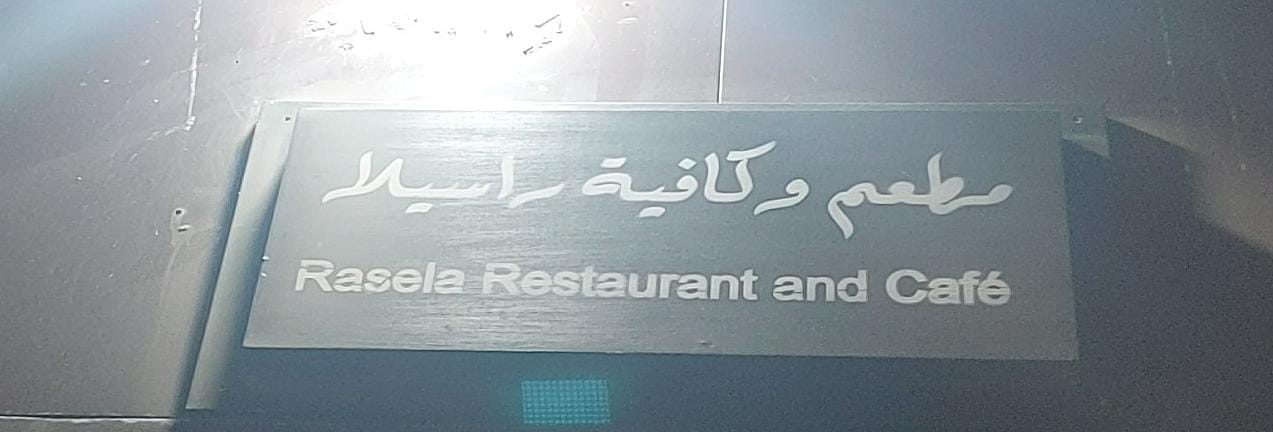 مطعم وكافية راسيلا
Rasela Restaurant and Café